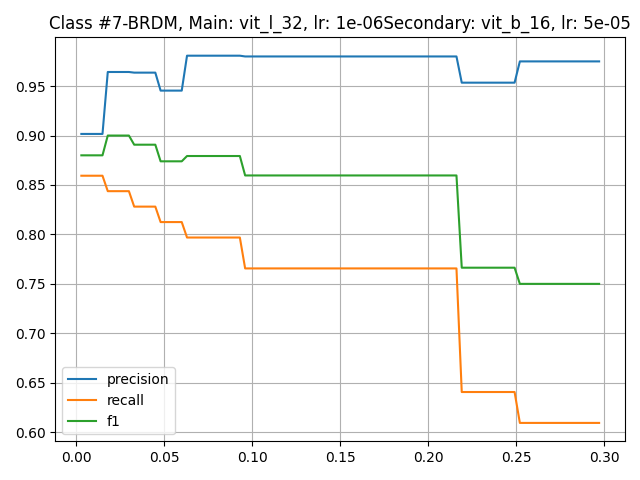 Class #7-BRDM, Main: vit_l_32, lr: 1e-06Secondary: vit_b_16, lr: 5e-05
0.95
0.90
0.85
0.80
0.75
0.70
0.65
0.60
precision
recall
f1
0.00 0.05 0.10 0.15 0.20 0.25 0.30